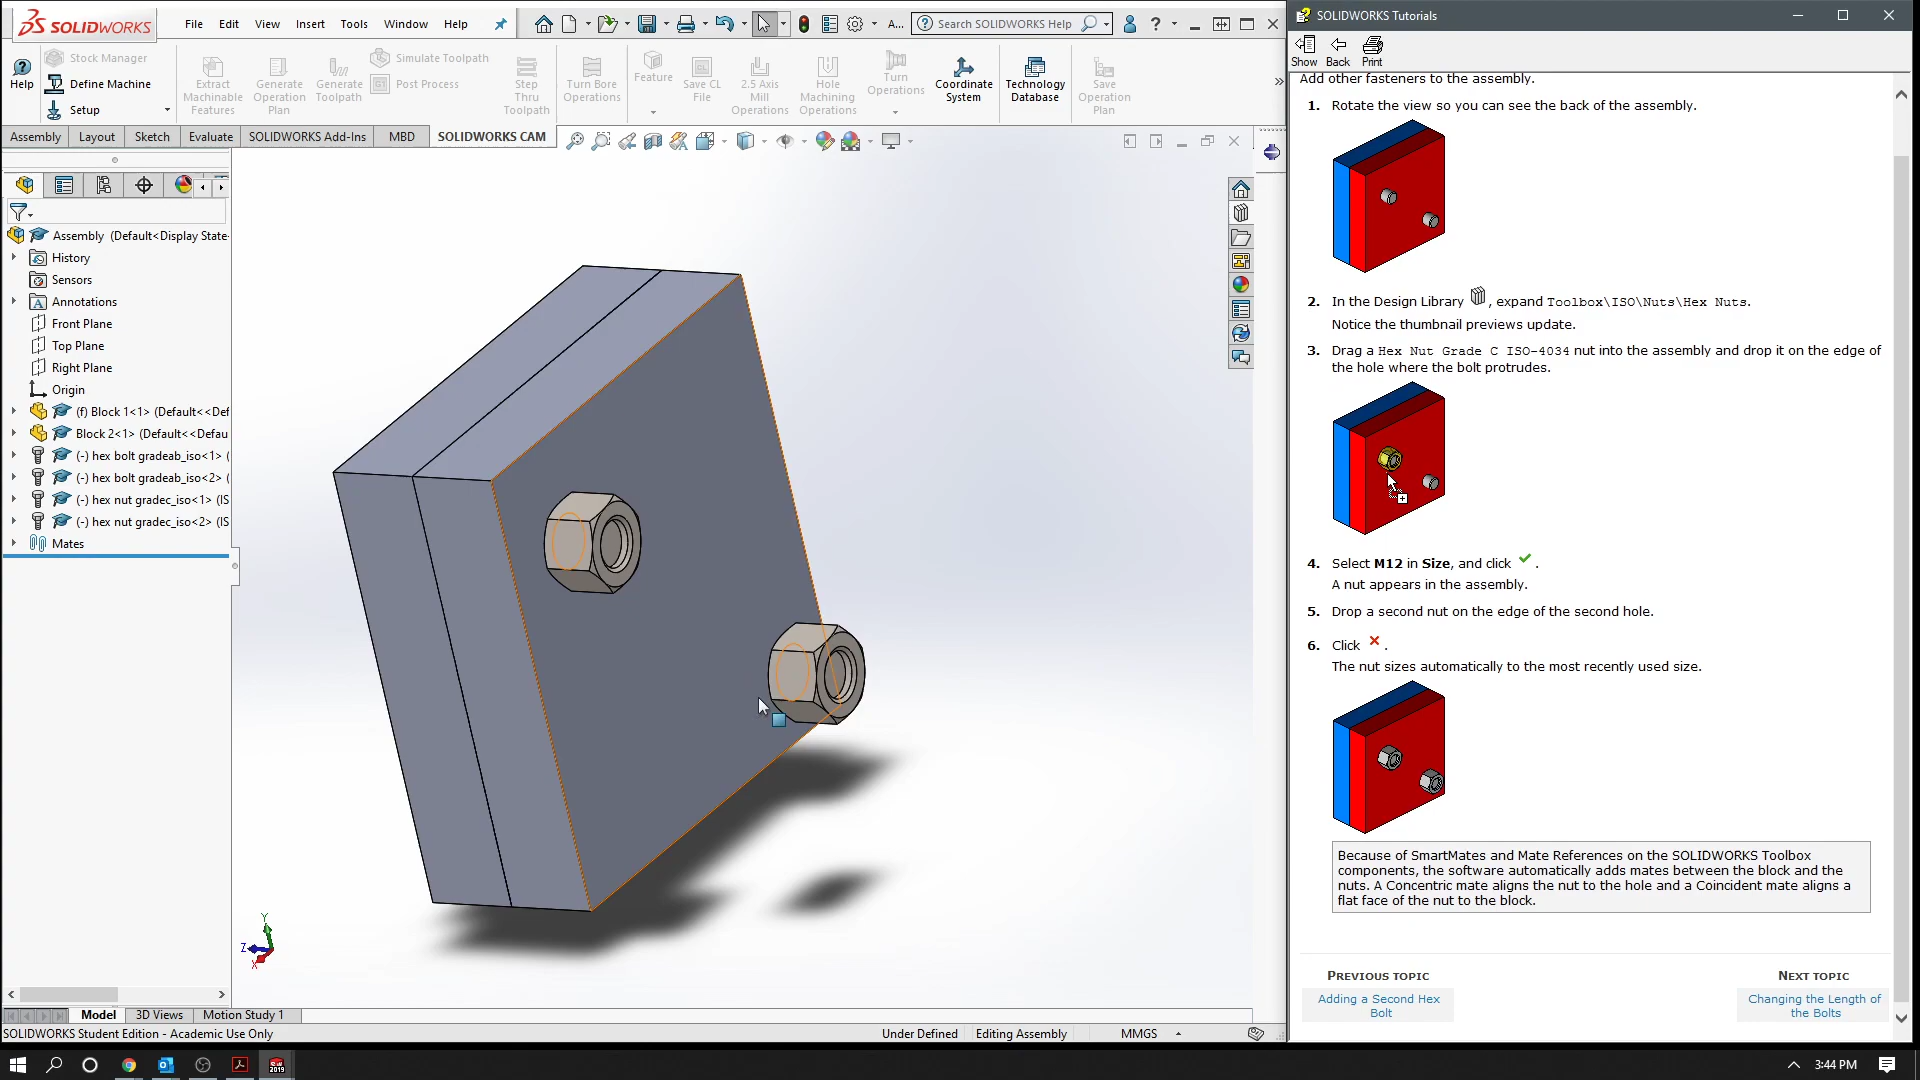 SOLIDWORKS
File Edit View Insert Tools Window Help
A...
Search SOLIDWORKS Help
?
SOLIDWORKS Tutorials
Help
Stock Manager
Define Machine
Setup
Extract Machinable Features
Generate Operation Plan
Generate Toolpath
Simulate Toolpath
Post Process
Step Thru Toolpath
Turn Bore Operations
Feature
Save CL File
2.5 Axis Mill Operations
Hole Machining Operations
Turn Operations
Coordinate System
Technology Database
Save Operation Plan
Assembly Layout Sketch Evaluate SOLIDWORKS Add-Ins MBD SOLIDWORKS CAM
Assembly (Default<Display State-
History
Sensors
Annotations
Front Plane
Top Plane
Right Plane
Origin
(f) Block 1<1> (Default<<Def
Block 2<1> (Default<<Defau
(-) hex bolt gradeab_iso<1> (
(-) hex bolt gradeab_iso<2> (
(-) hex nut gradec_iso<1> (IS
(-) hex nut gradec_iso<2> (IS
Mates
Y
Z
X
Model 3D Views Motion Study 1
SOLIDWORKS Student Edition - Academic Use Only
Under Defined Editing Assembly MMGS
Show Back Print
Add other fasteners to the assembly.
1. Rotate the view so you can see the back of the assembly.
2. In the Design Library , expand Toolbox\ISO\Nuts\Hex Nuts.
Notice the thumbnail previews update.
3. Drag a Hex Nut Grade C ISO-4034 nut into the assembly and drop it on the edge of
the hole where the bolt protrudes.
4. Select M12 in Size, and click .
A nut appears in the assembly.
5. Drop a second nut on the edge of the second hole.
6. Click .
The nut sizes automatically to the most recently used size.
Because of SmartMates and Mate References on the SOLIDWORKS Toolbox
components, the software automatically adds mates between the block and the
nuts. A Concentric mate aligns the nut to the hole and a Coincident mate aligns a
flat face of the nut to the block.
PREVIOUS TOPIC
Adding a Second Hex
Bolt
NEXT TOPIC
Changing the Length of
the Bolts
2019
3:44 PM